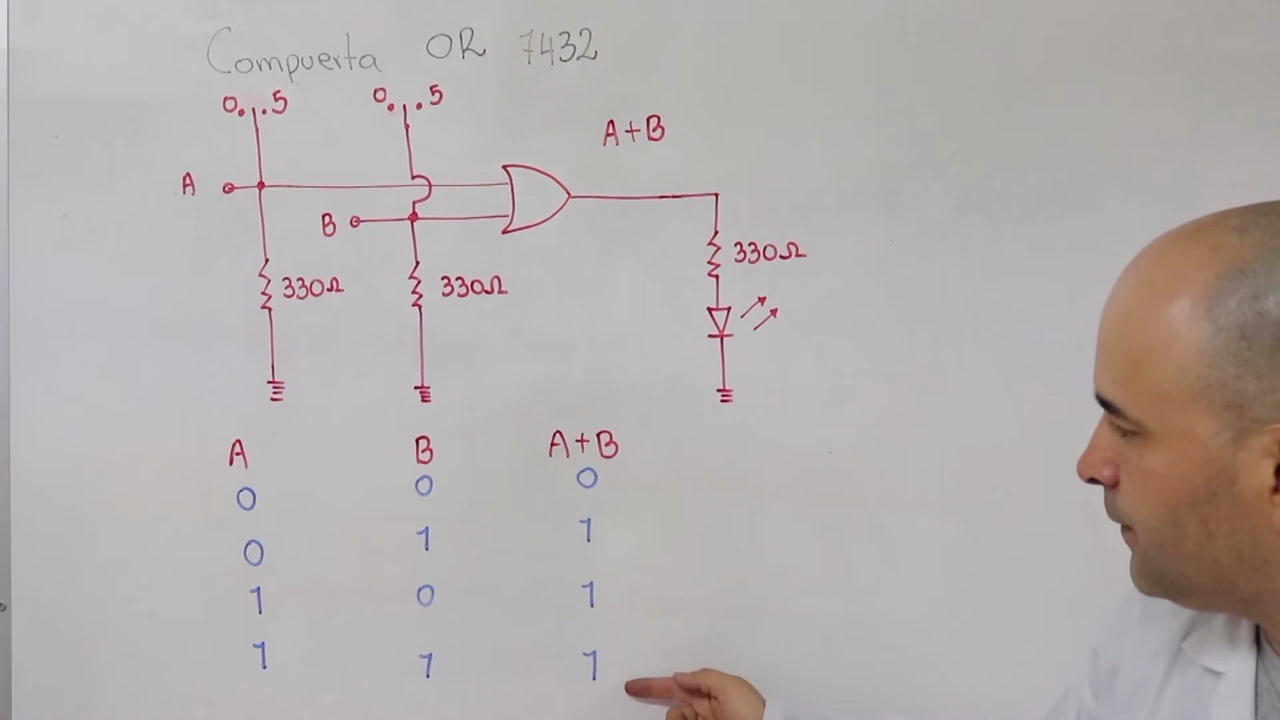 Compuerta OR 7432
0. .5 0. .5
A+B
A
B
330Ω
330Ω 330Ω
A B A+B
0 0 0
0 1 1
1 0 1
1 1 1